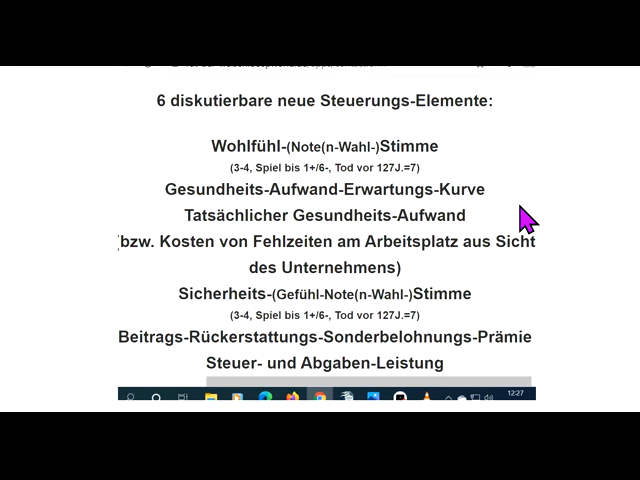 6 diskutierbare neue Steuerungs-Elemente:
Wohlfühl-(Note(n-Wahl-)Stimme
(3-4, Spiel bis 1+/6-, Tod vor 127J.=7)
Gesundheits-Aufwand-Erwartungs-Kurve
Tatsächlicher Gesundheits-Aufwand
(bzw. Kosten von Fehlzeiten am Arbeitsplatz aus Sicht
des Unternehmens)
Sicherheits-(Gefühl-Note(n-Wahl-)Stimme
(3-4, Spiel bis 1+/6-, Tod vor 127J.=7)
Beitrags-Rückerstattungs-Sonderbelohnungs-Prämie
Steuer- und Abgaben-Leistung
12:27